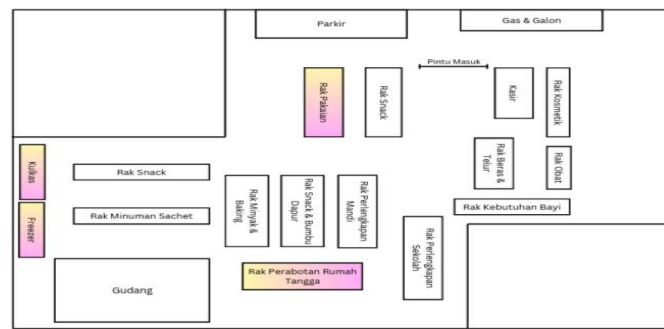 Parkir
Gas & Galon
Pintu Masuk
Rak Pakaian
Rak Snack
Kasir
Rak Kosmetik
Kulkas
Rak Snack
Rak Beras &
Telur
Rak Obat
Freezer
Rak Minuman Sachet
Rak Minyak &
Baking
Rak Snack & Bumbu
Dapur
Rak Perlengkapan
Mandi
Rak Kebutuhan Bayi
Rak Perlengkapan
Sekolah
Gudang
Rak Perabotan Rumah
Tangga